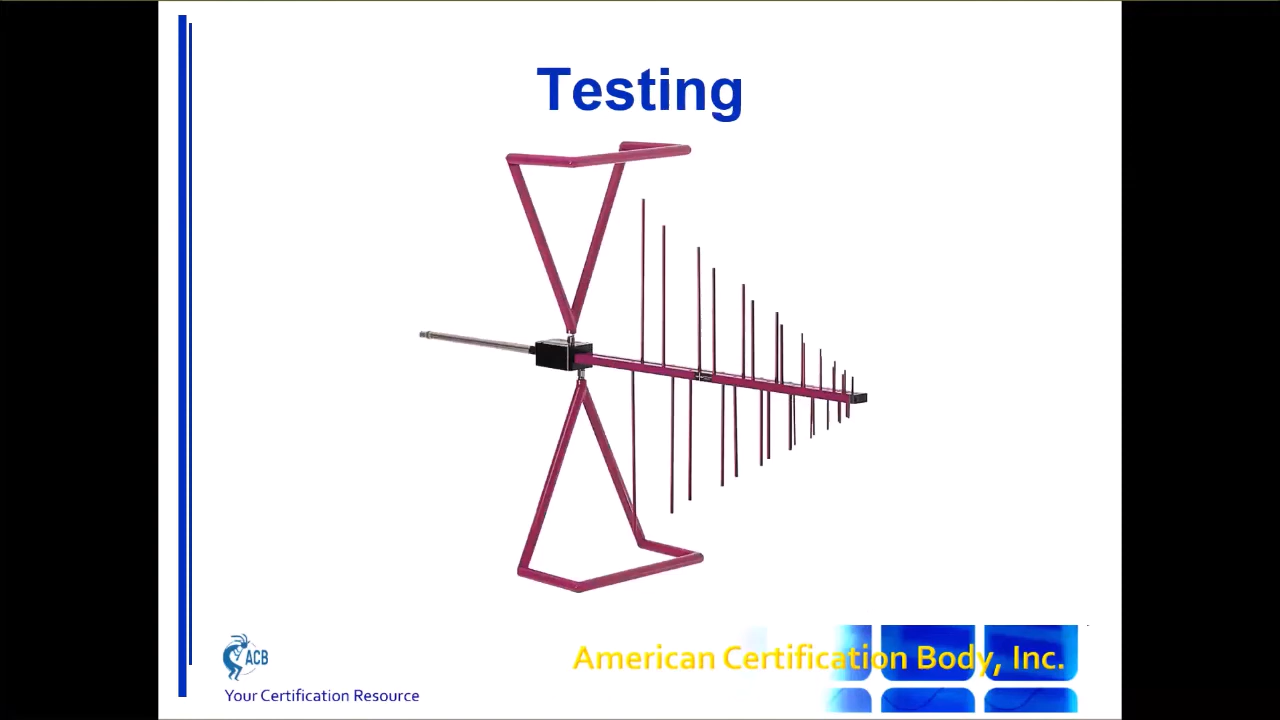 Testing
ACB
American Certification Body, Inc.
Your Certification Resource